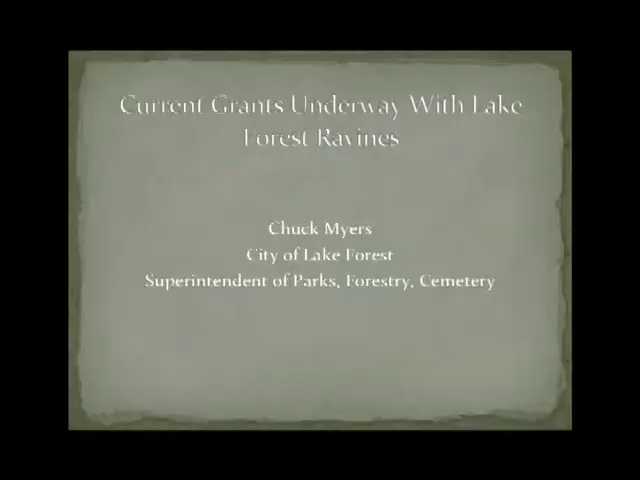 Current Grants Underway With Lake
Forest Ravines
Chuck Myers
City of Lake Forest
Superintendent of Parks, Forestry, Cemetery